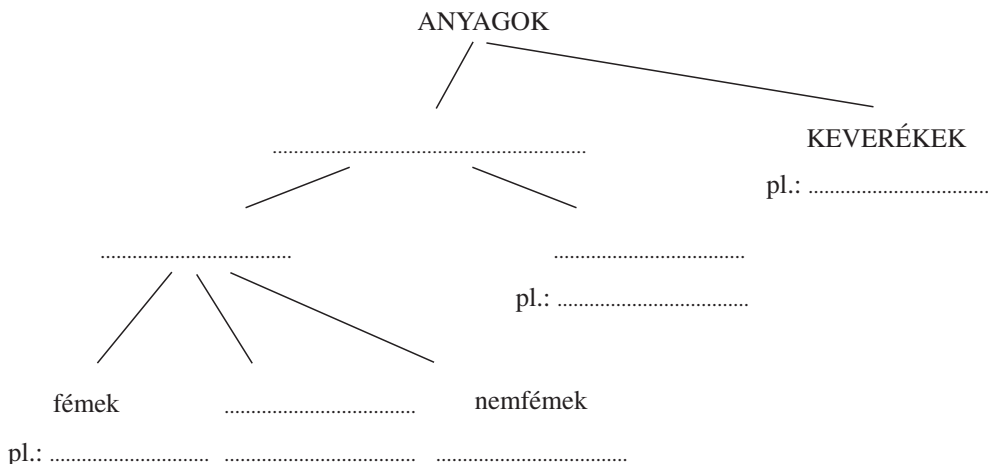 ANYAGOK
.......................................................... KEVERÉKEK
pl.: ..................................
.................................... ....................................
pl.: ....................................
fémek .................................... nemfémek
pl.: .............................. .................................... ....................................